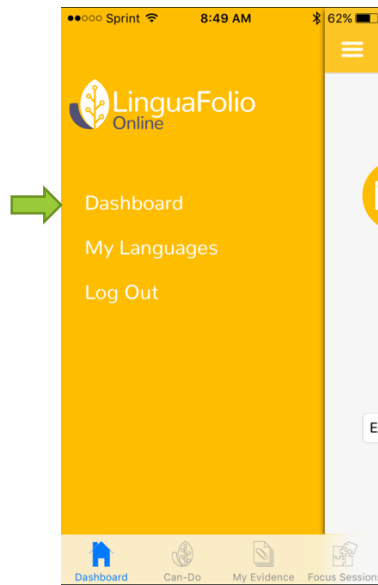 Sprint 8:49 AM 62%
LinguaFolio
Online
Dashboard
My Languages
Log Out
E
Dashboard Can-Do My Evidence Focus Session